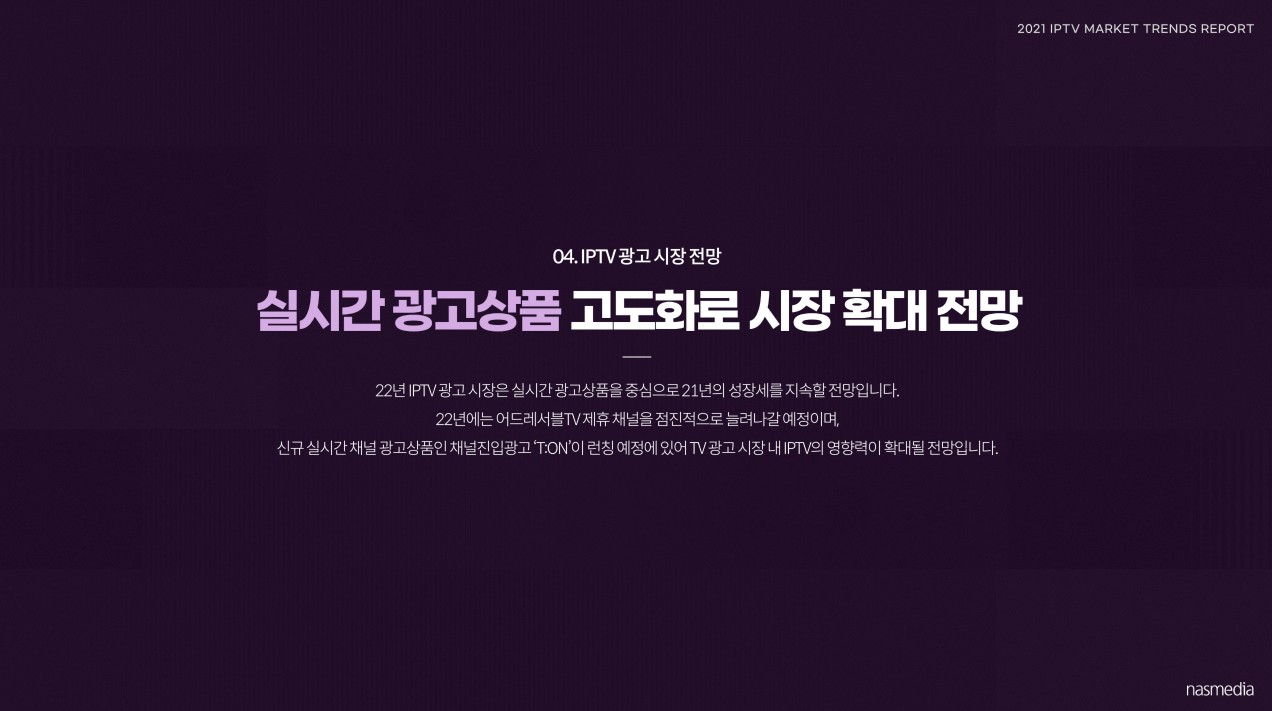 2021 IPTV MARKET TRENDS REPORT
04. IPTV 광고 시장 전망
실시간 광고상품 고도화로 시장 확대 전망
22년 IPTV 광고 시장은 실시간 광고상품을 중심으로 21년의 성장세를 지속할 전망입니다.
22년에는 어드레서블TV 제휴 채널을 점진적으로 늘려나갈 예정이며,
신규 실시간 채널 광고상품인 채널진입광고 ‘T:ON’이 런칭 예정에 있어 TV 광고 시장 내 IPTV의 영향력이 확대될 전망입니다.
nasmedia